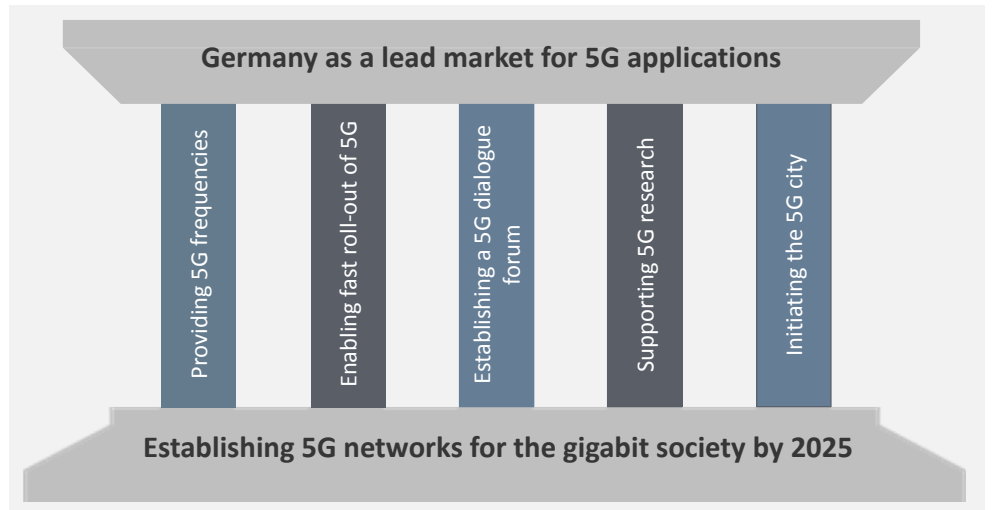 Germany as a lead market for 5G applications
Providing 5G frequencies
Enabling fast roll-out of 5G
Establishing a 5G dialogue
forum
Supporting 5G research
Initiating the 5G city
Establishing 5G networks for the gigabit society by 2025